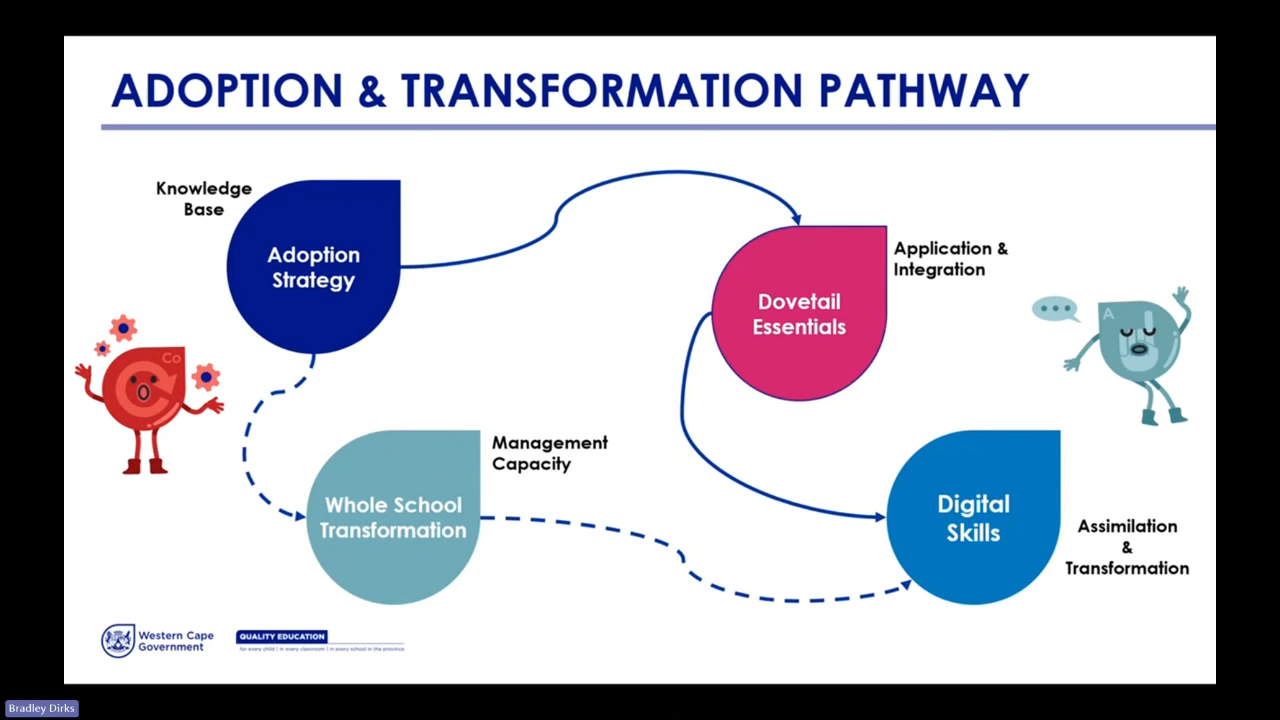 ADOPTION & TRANSFORMATION PATHWAY
Knowledge
Base
Adoption
Strategy
Dovetail
Essentials
Application &
Integration
A
Co
Management
Capacity
Whole School
Transformation
Digital
Skills
Assimilation
&
Transformation
Western Cape
Government
QUALITY EDUCATION
for every child | in every classroom | in every school in the province
Bradley Dirks